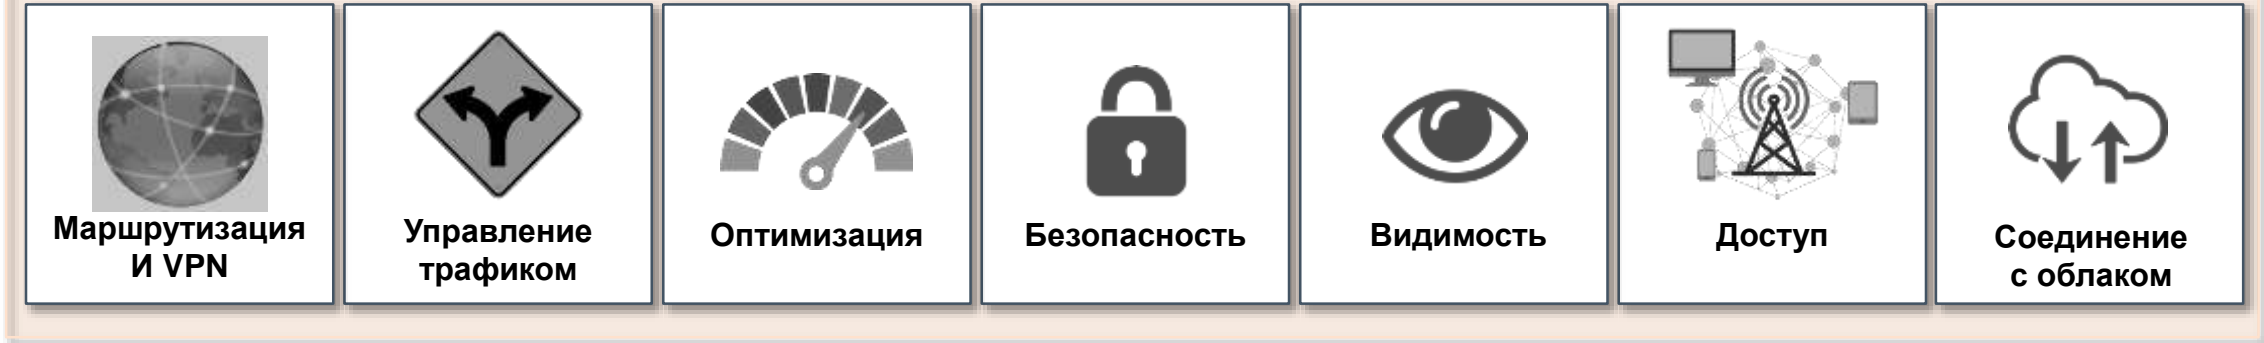 Маршрутизация
И VPN
Управление
трафиком
Оптимизация
Безопасность
Видимость
Доступ
Соединение
с облаком